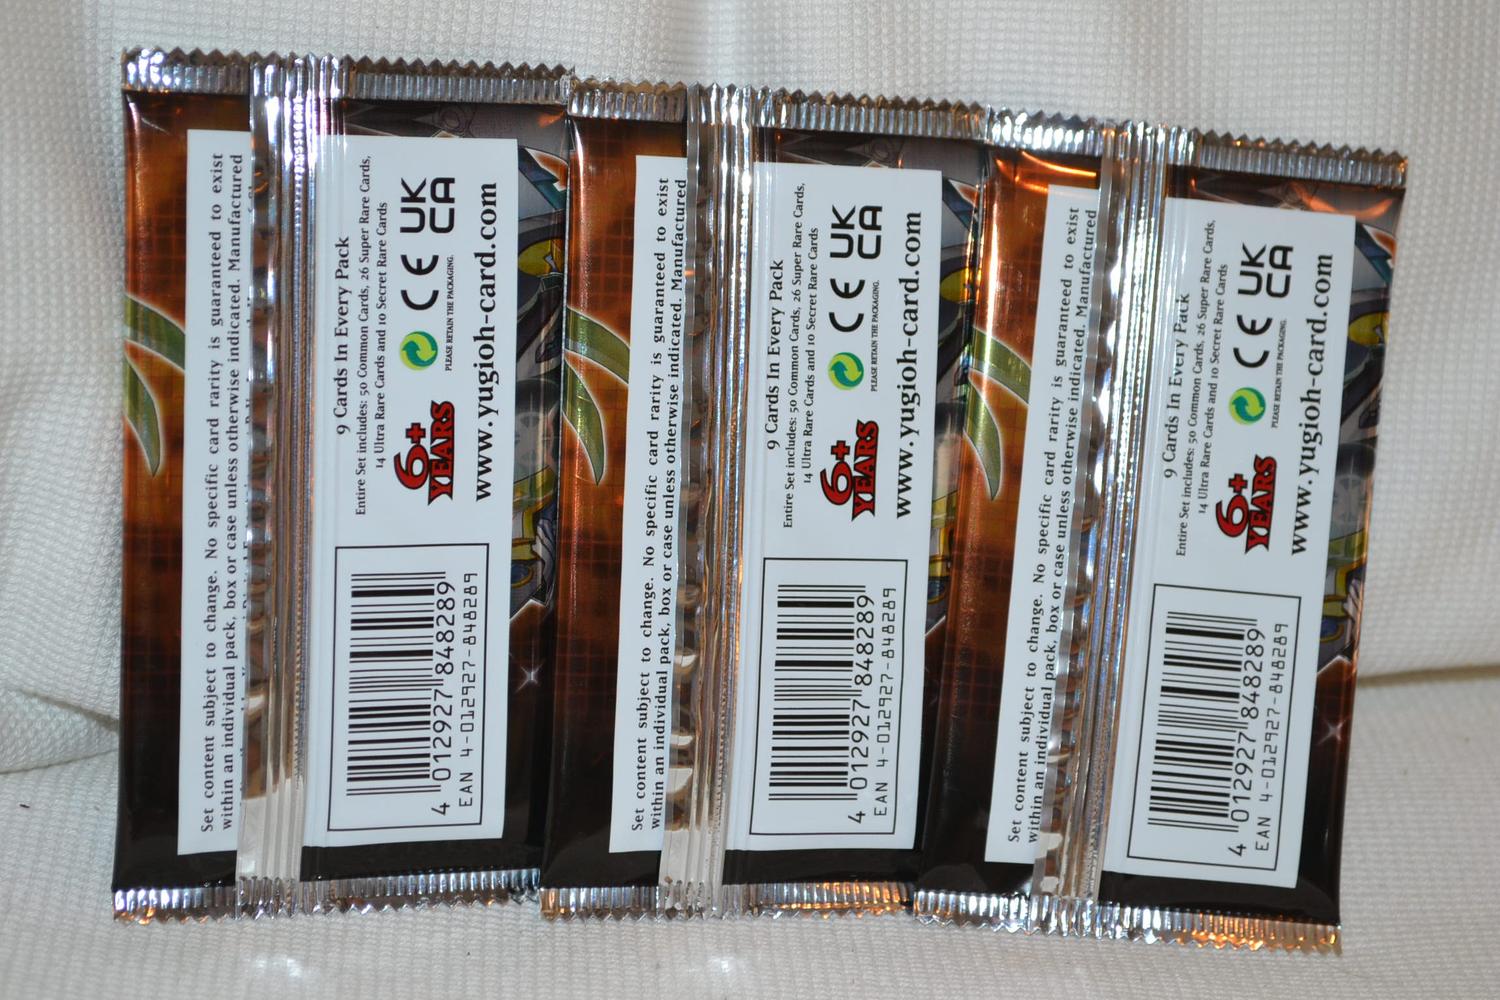 Set content subject to change. No specific card rarity is guaranteed to exist
within an individual pack, box or case unless otherwise indicated. Manufactured
9 Cards In Every Pack
Entire Set includes: 50 Common Cards, 26 Super Rare Cards,
14 Ultra Rare Cards and 10 Secret Rare Cards
6+
YEARS
CE
UK
CA
PLEASE RETAIN THE PACKAGING.
www.yugioh-card.com
4 012927 848289
EAN 4-012927-848289
Set content subject to change. No specific card rarity is guaranteed to exist
within an individual pack, box or case unless otherwise indicated. Manufactured
9 Cards In Every Pack
Entire Set includes: 50 Common Cards, 26 Super Rare Cards,
14 Ultra Rare Cards and 10 Secret Rare Cards
6+
YEARS
CE
UK
CA
PLEASE RETAIN THE PACKAGING.
www.yugioh-card.com
4 012927 848289
EAN 4-012927-848289
Set content subject to change. No specific card rarity is guaranteed to exist
within an individual pack, box or case unless otherwise indicated. Manufactured
9 Cards In Every Pack
Entire Set includes: 50 Common Cards, 26 Super Rare Cards,
14 Ultra Rare Cards and 10 Secret Rare Cards
6+
YEARS
CE
UK
CA
PLEASE RETAIN THE PACKAGING.
www.yugioh-card.com
4 012927 848289
EAN 4-012927-848289